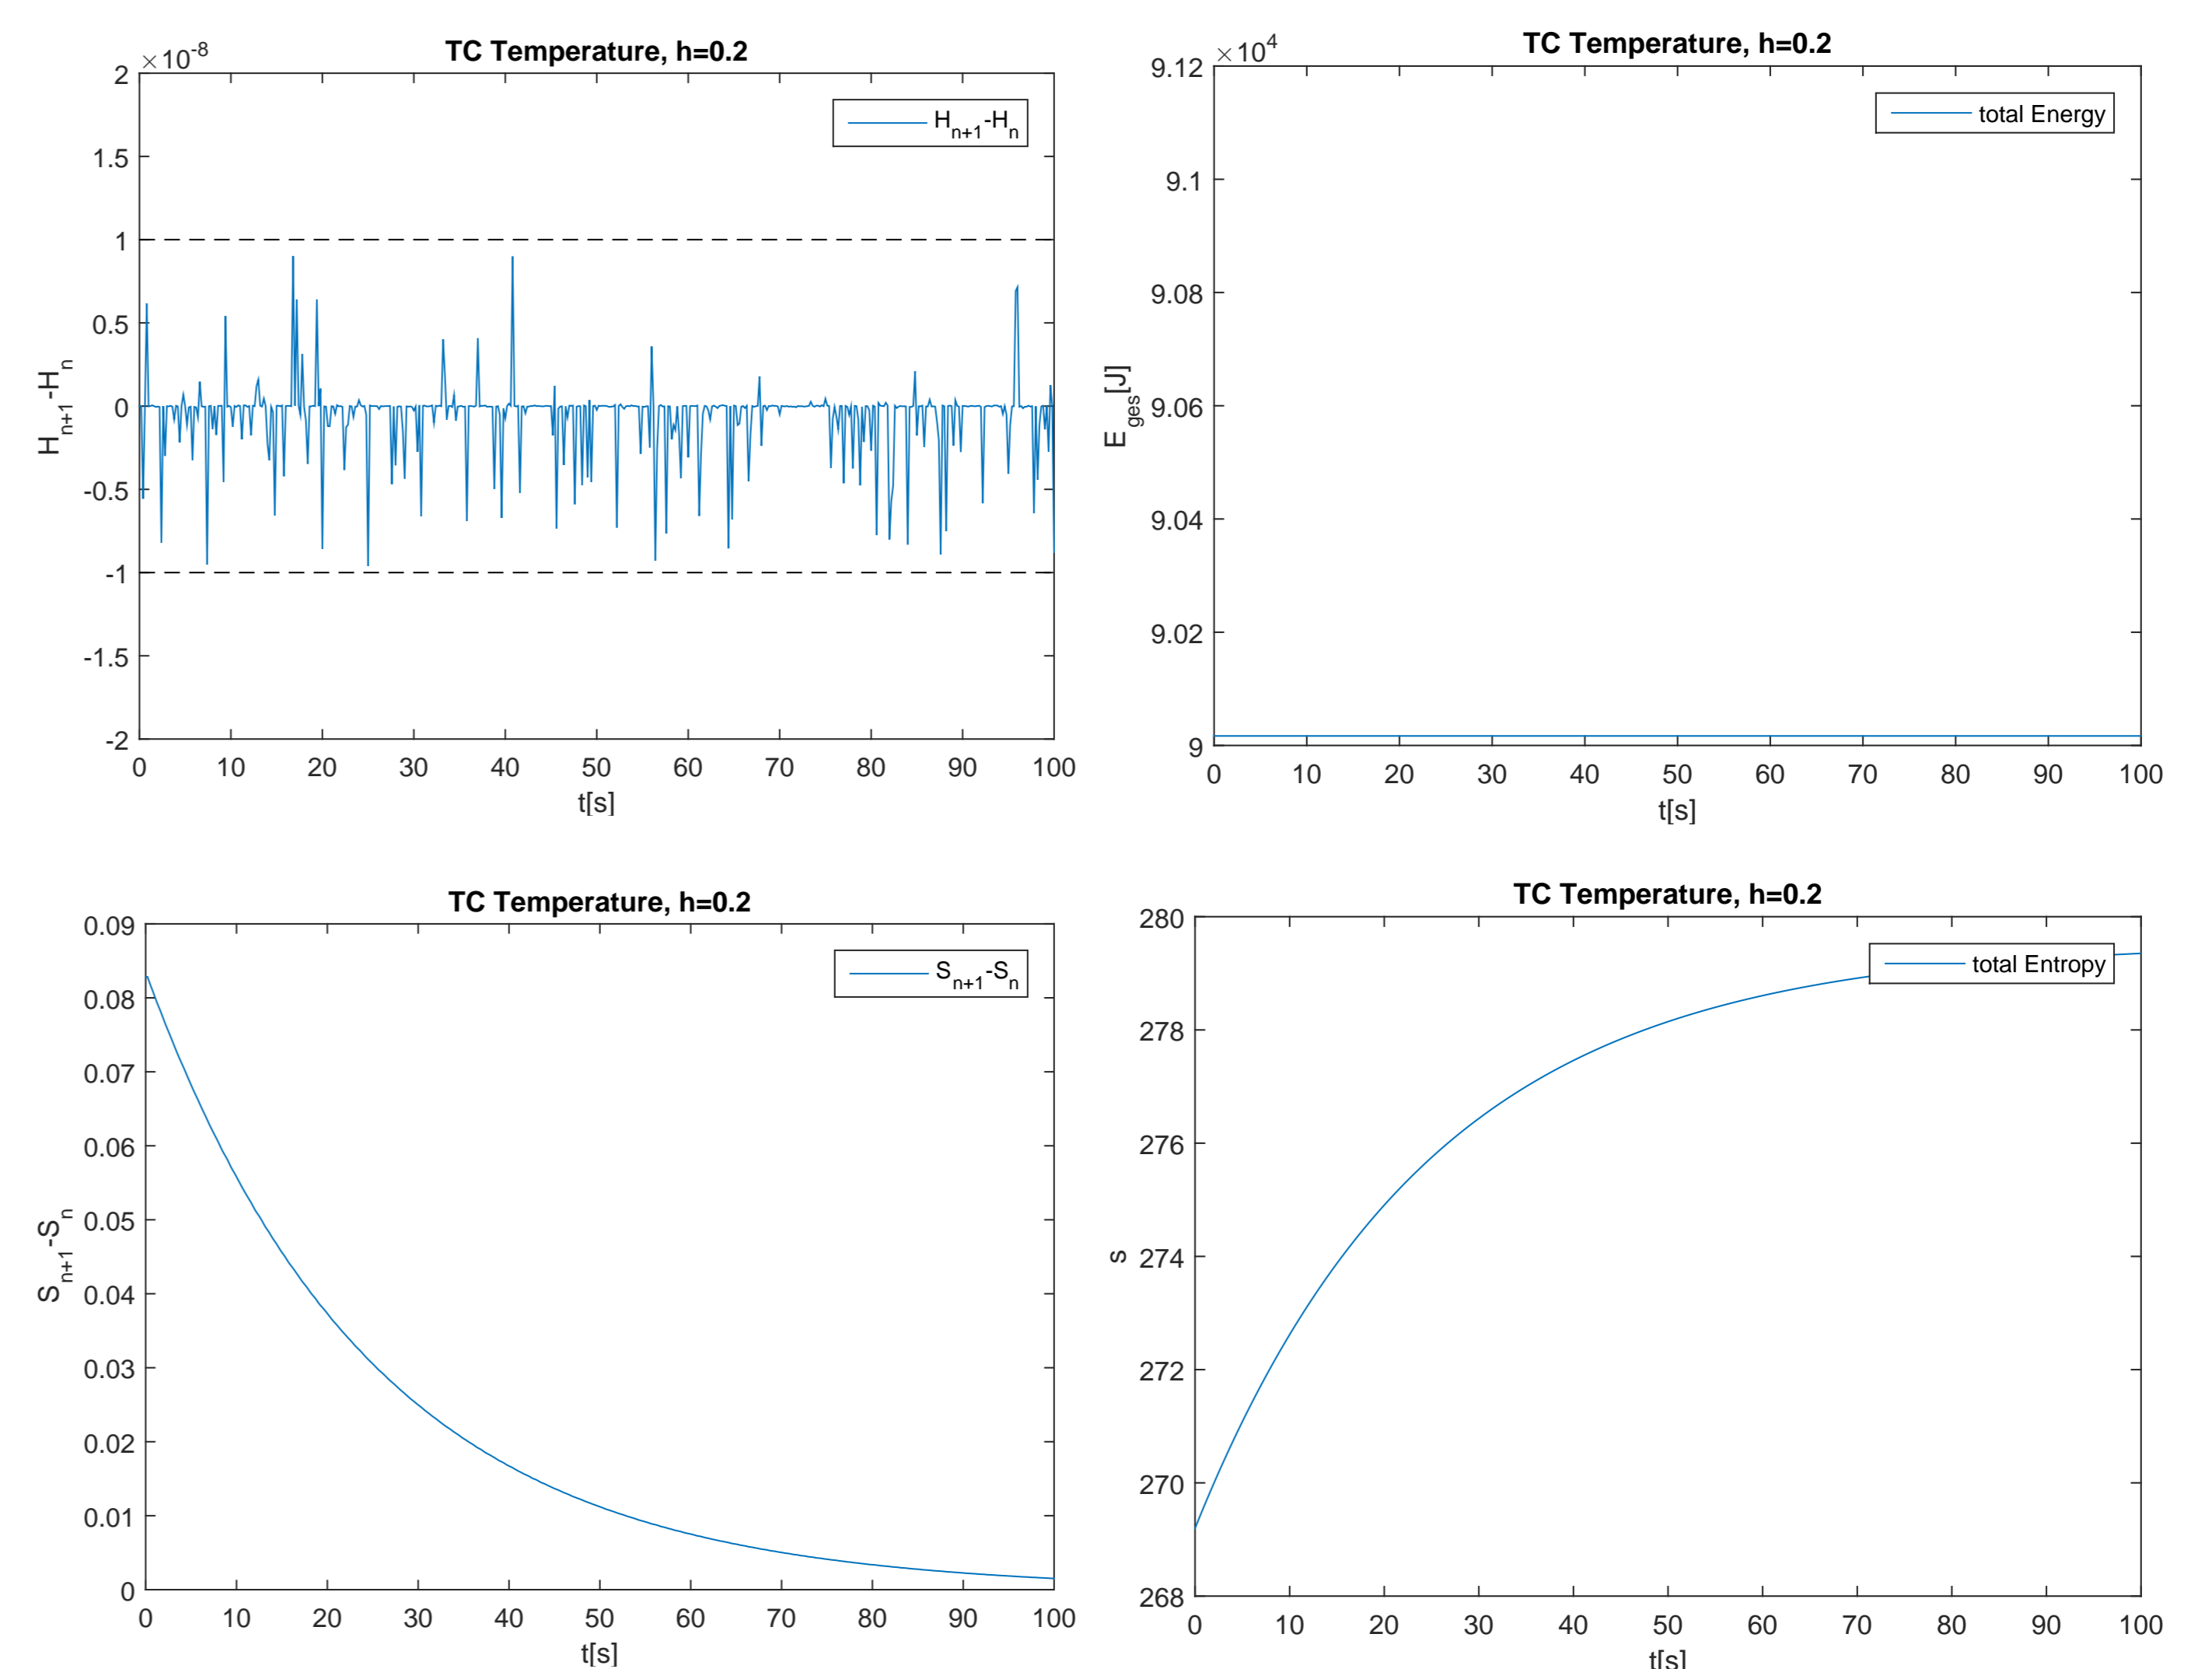 TC Temperature, h=0.2
×10^-8
H_n+1-H_n
2
1.5
1
0.5
0
-0.5
-1
-1.5
-2
H_n+1-H_n
0 10 20 30 40 50 60 70 80 90 100
t[s]
TC Temperature, h=0.2
×10^4
total Energy
9.12
9.1
9.08
9.06
9.04
9.02
9
E_ges[J]
0 10 20 30 40 50 60 70 80 90 100
t[s]
TC Temperature, h=0.2
S_n+1-S_n
0.09
0.08
0.07
0.06
0.05
0.04
0.03
0.02
0.01
0
S_n+1-S_n
0 10 20 30 40 50 60 70 80 90 100
t[s]
TC Temperature, h=0.2
total Entropy
280
278
276
274
272
270
268
s
0 10 20 30 40 50 60 70 80 90 100
t[s]